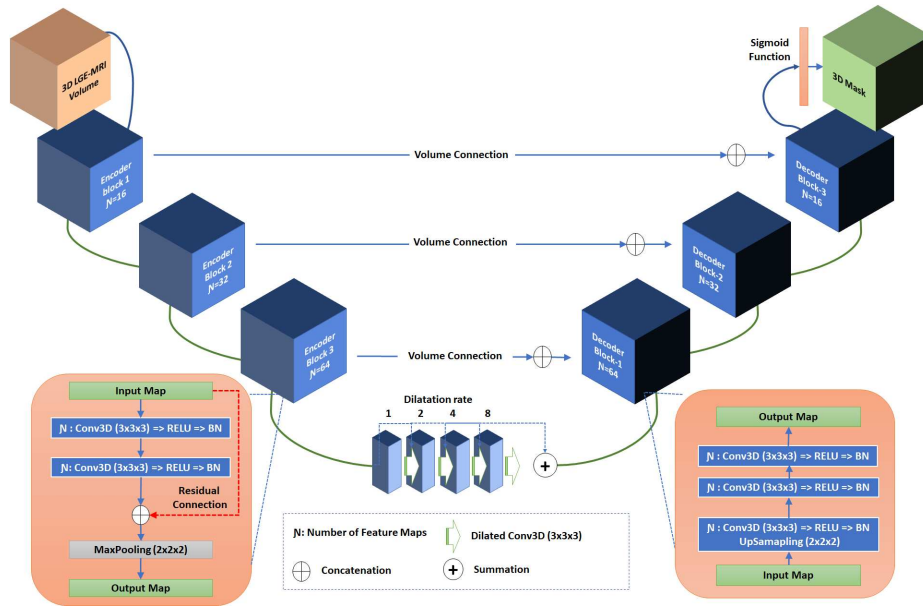 3D LGE-MRI
Volume
Sigmoid
Function
3D Mask
Encoder
block 1
Ɲ=16
Volume Connection
Decoder
Block-3
Ɲ=16
Encoder
Block 2
Ɲ=32
Volume Connection
Decoder
Block-2
Ɲ=32
Encoder
Block 3
Ɲ=64
Volume Connection
Decoder
Block-1
Ɲ=64
Dilatation rate
1 2 4 8
Input Map
Ɲ : Conv3D (3x3x3) => RELU => BN
Ɲ: Conv3D (3x3x3) => RELU => BN
Residual
Connection
MaxPooling (2x2x2)
Output Map
Ɲ: Number of Feature Maps
Dilated Conv3D (3x3x3)
Concatenation
Summation
Output Map
Ɲ : Conv3D (3x3x3) => RELU => BN
Ɲ : Conv3D (3x3x3) => RELU => BN
Ɲ : Conv3D (3x3x3) => RELU => BN
UpSamapling (2x2x2)
Input Map